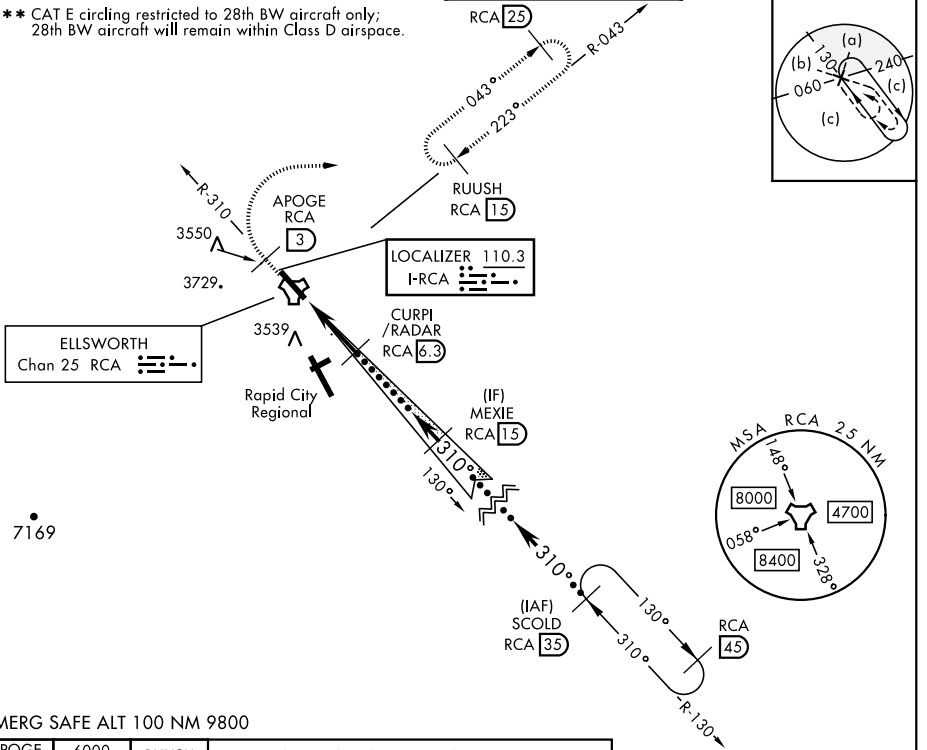 ** CAT E circling restricted to 28th BW aircraft only;
28th BW aircraft will remain within Class D airspace.
RCA 25
R-043
043°
223°
RUUSH
RCA 15
(a)
130
(b)
240
060
(c)
(c)
R-310
APOGE
RCA
3
3550
3729.
LOCALIZER 110.3
I-RCA
ELLSWORTH
Chan 25 RCA
3539
CURPI
/RADAR
RCA 6.3
Rapid City
Regional
(IF)
MEXIE
RCA 15
310°
130°
7169
MSA RCA 25 NM
148°
8000
4700
058°
8400
328°
310°
(IAF)
SCOLD
RCA 35
130°
310°
RCA
45
R-130
MERG SAFE ALT 100 NM 9800